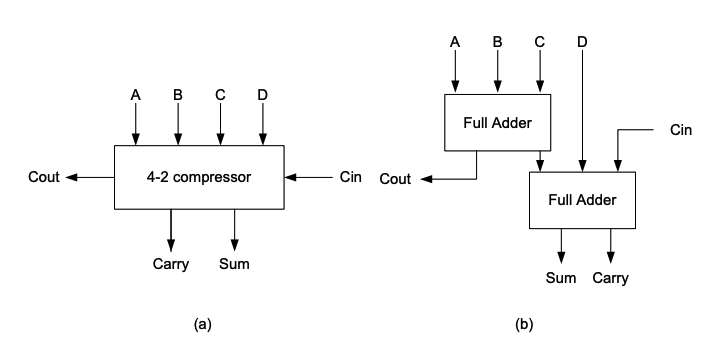 A B C D
4-2 compressor
Cout
Cin
Carry Sum
(a)
A B C D
Full Adder
Cin
Cout
Full Adder
Sum Carry
(b)